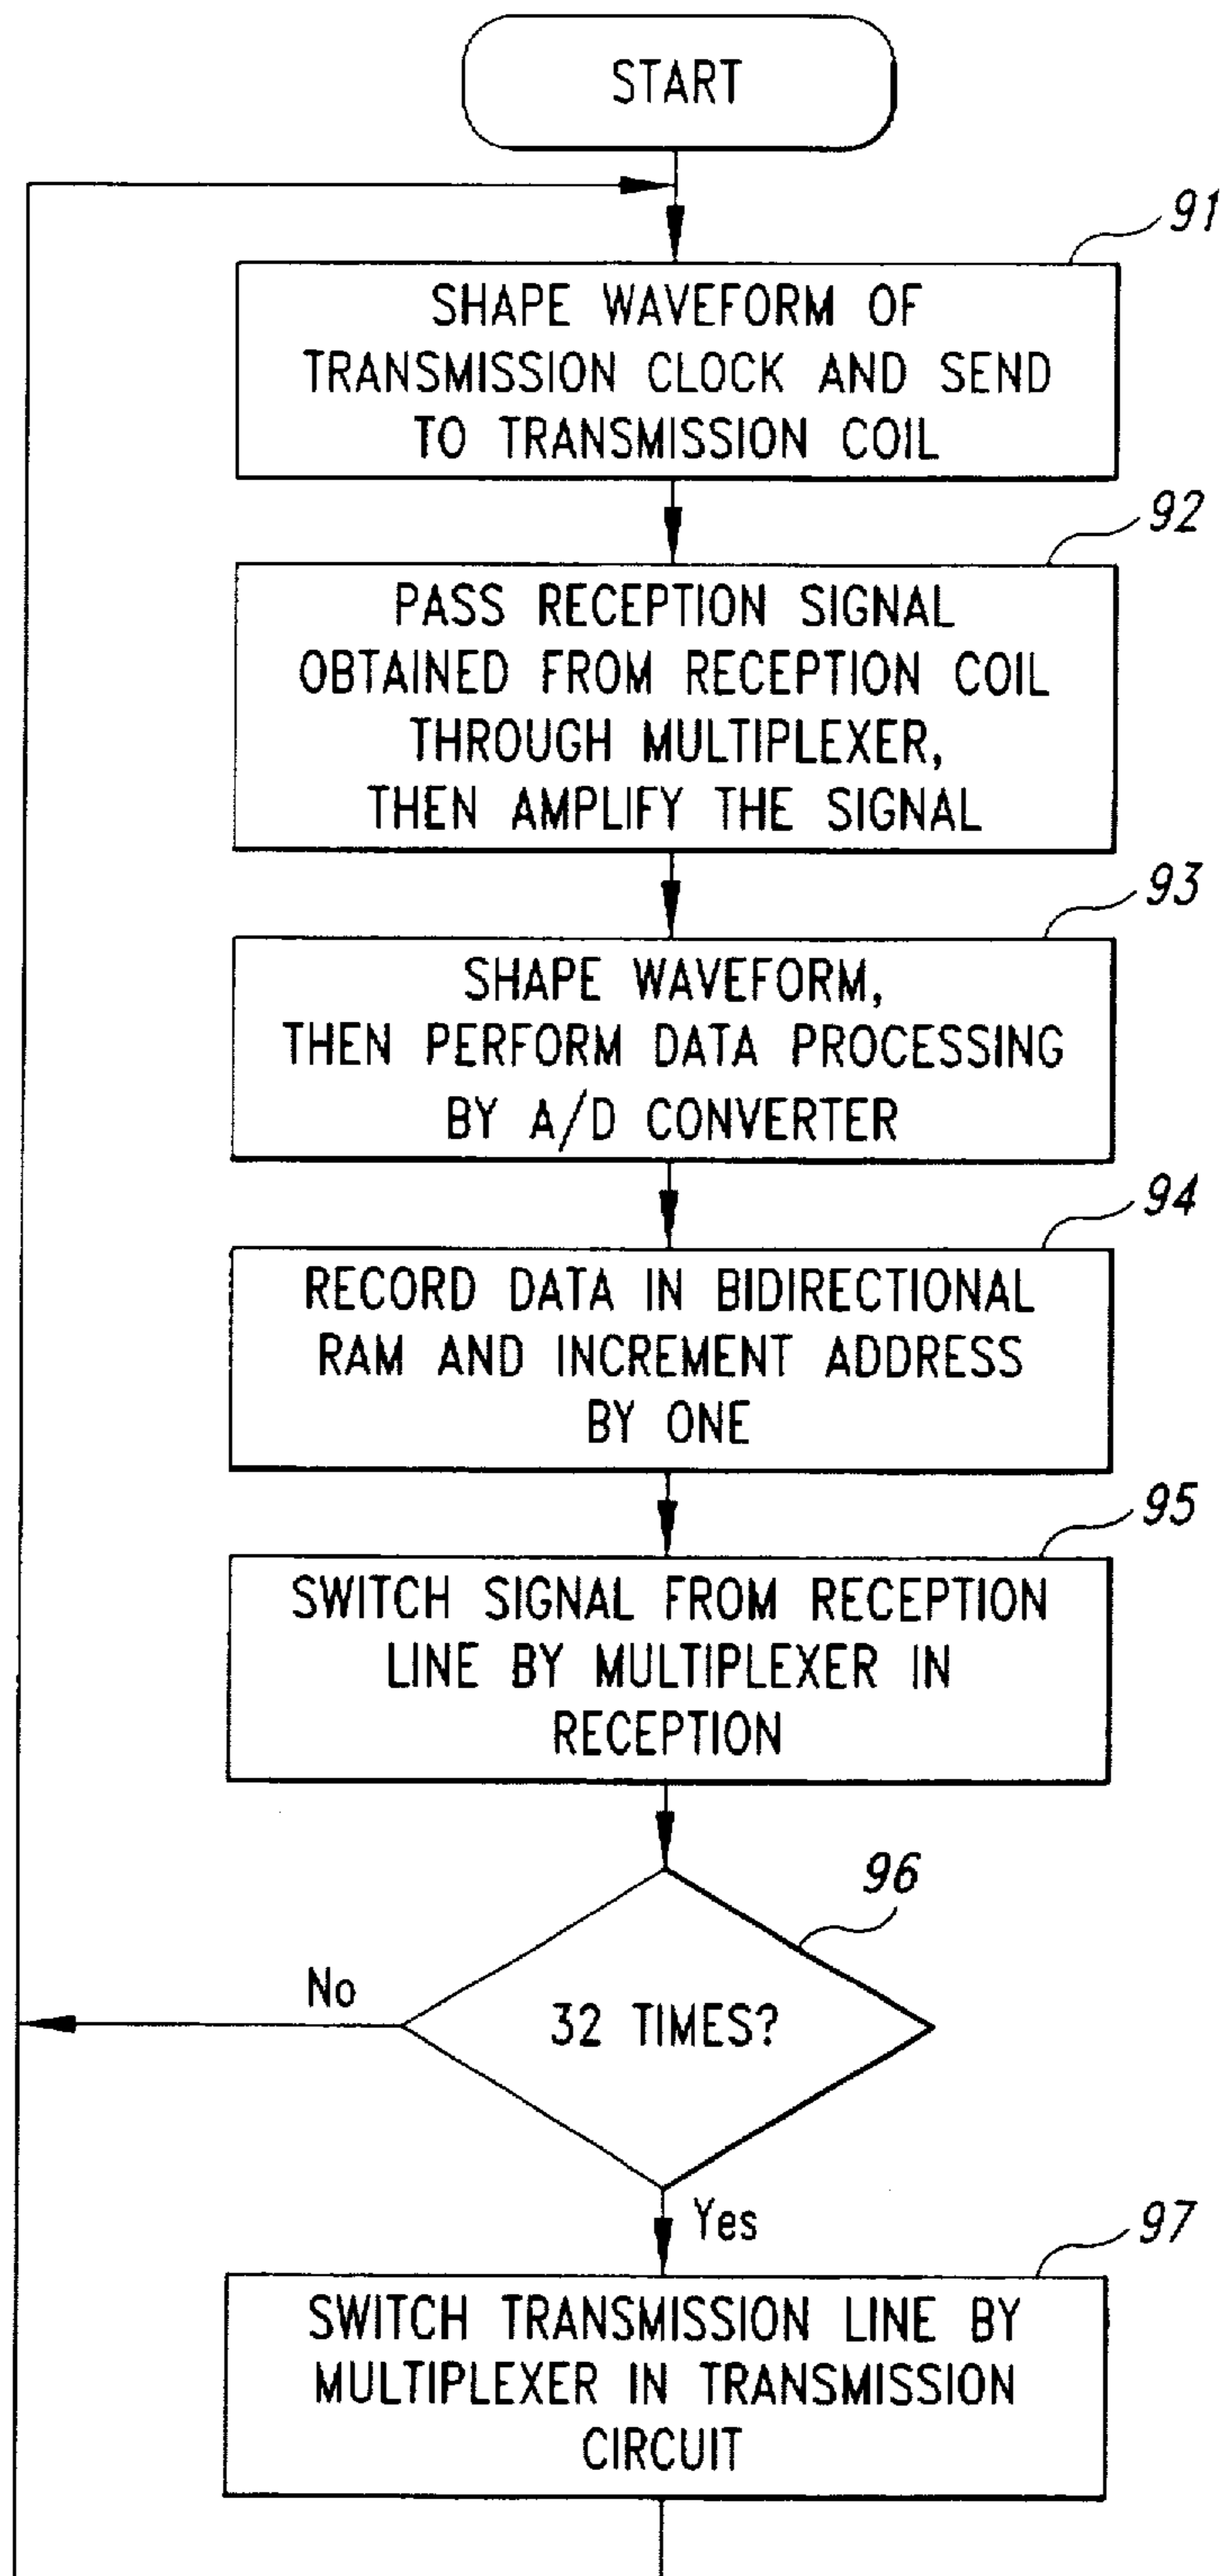 START
91
SHAPE WAVEFORM OF
TRANSMISSION CLOCK AND SEND
TO TRANSMISSION COIL
92
PASS RECEPTION SIGNAL
OBTAINED FROM RECEPTION COIL
THROUGH MULTIPLEXER,
THEN AMPLIFY THE SIGNAL
93
SHAPE WAVEFORM,
THEN PERFORM DATA PROCESSING
BY A/D CONVERTER
94
RECORD DATA IN BIDIRECTIONAL
RAM AND INCREMENT ADDRESS
BY ONE
95
SWITCH SIGNAL FROM RECEPTION
LINE BY MULTIPLEXER IN
RECEPTION
96
No
32 TIMES?
Yes
97
SWITCH TRANSMISSION LINE BY
MULTIPLEXER IN TRANSMISSION
CIRCUIT